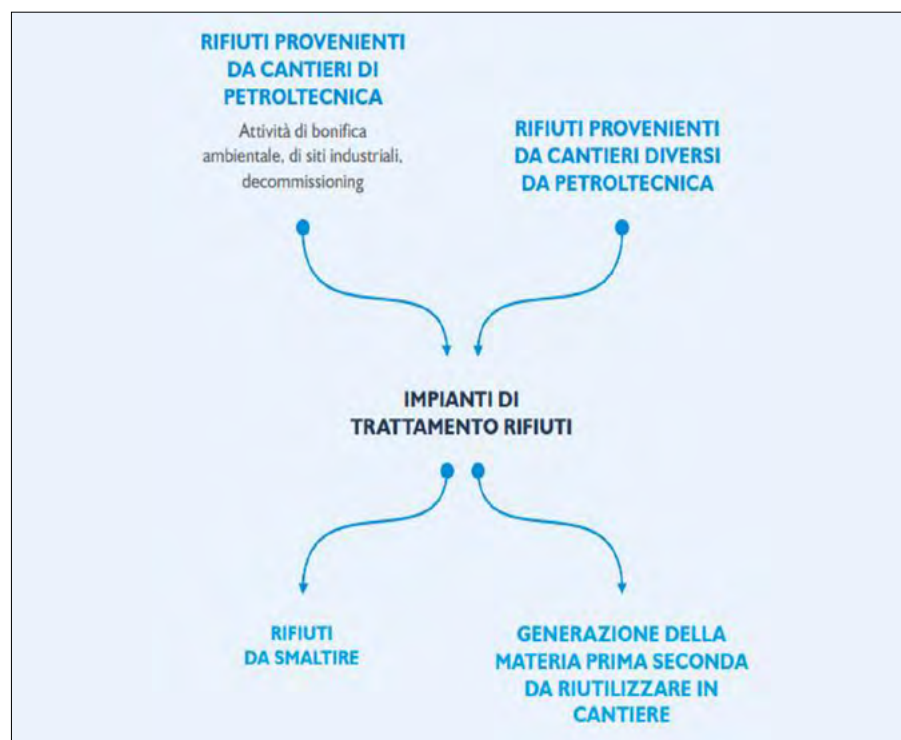 RIFIUTI PROVENIENTI
DA CANTIERI DI
PETROLTECNICA
Attività di bonifica
ambientale, di siti industriali,
decommissioning
RIFIUTI PROVENIENTI
DA CANTIERI DIVERSI
DA PETROLTECNICA
IMPIANTI DI
TRATTAMENTO RIFIUTI
RIFIUTI
DA SMALTIRE
GENERAZIONE DELLA
MATERIA PRIMA SECONDA
DA RIUTILIZZARE IN
CANTIERE